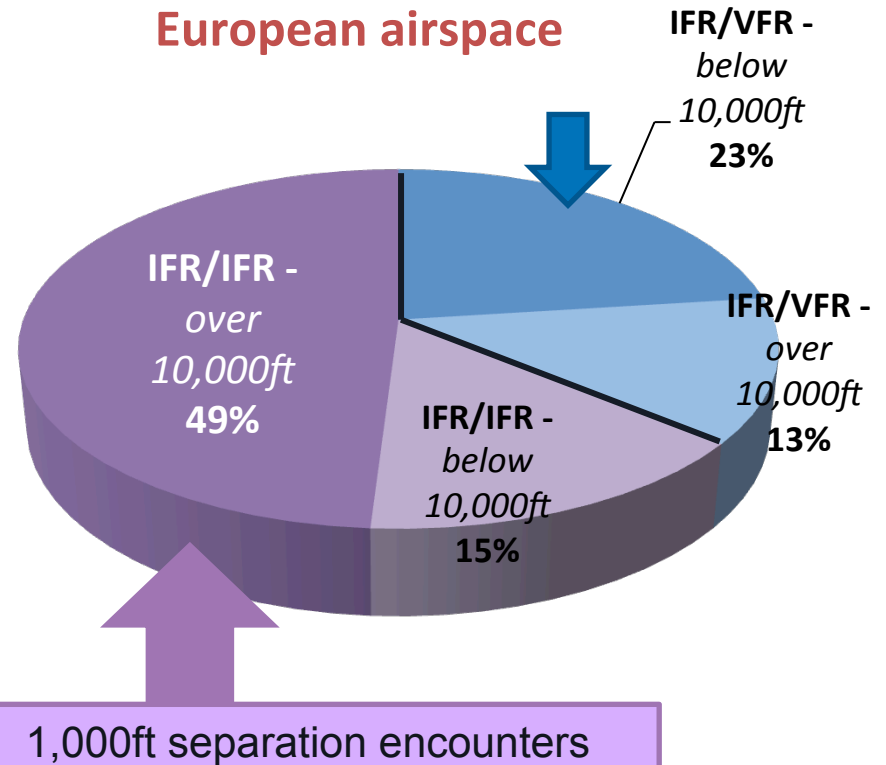 European airspace
IFR/VFR -
below
10,000ft
23%
IFR/IFR -
over
10,000ft
49%
IFR/VFR -
over
10,000ft
13%
IFR/IFR -
below
10,000ft
15%
1,000ft separation encounters